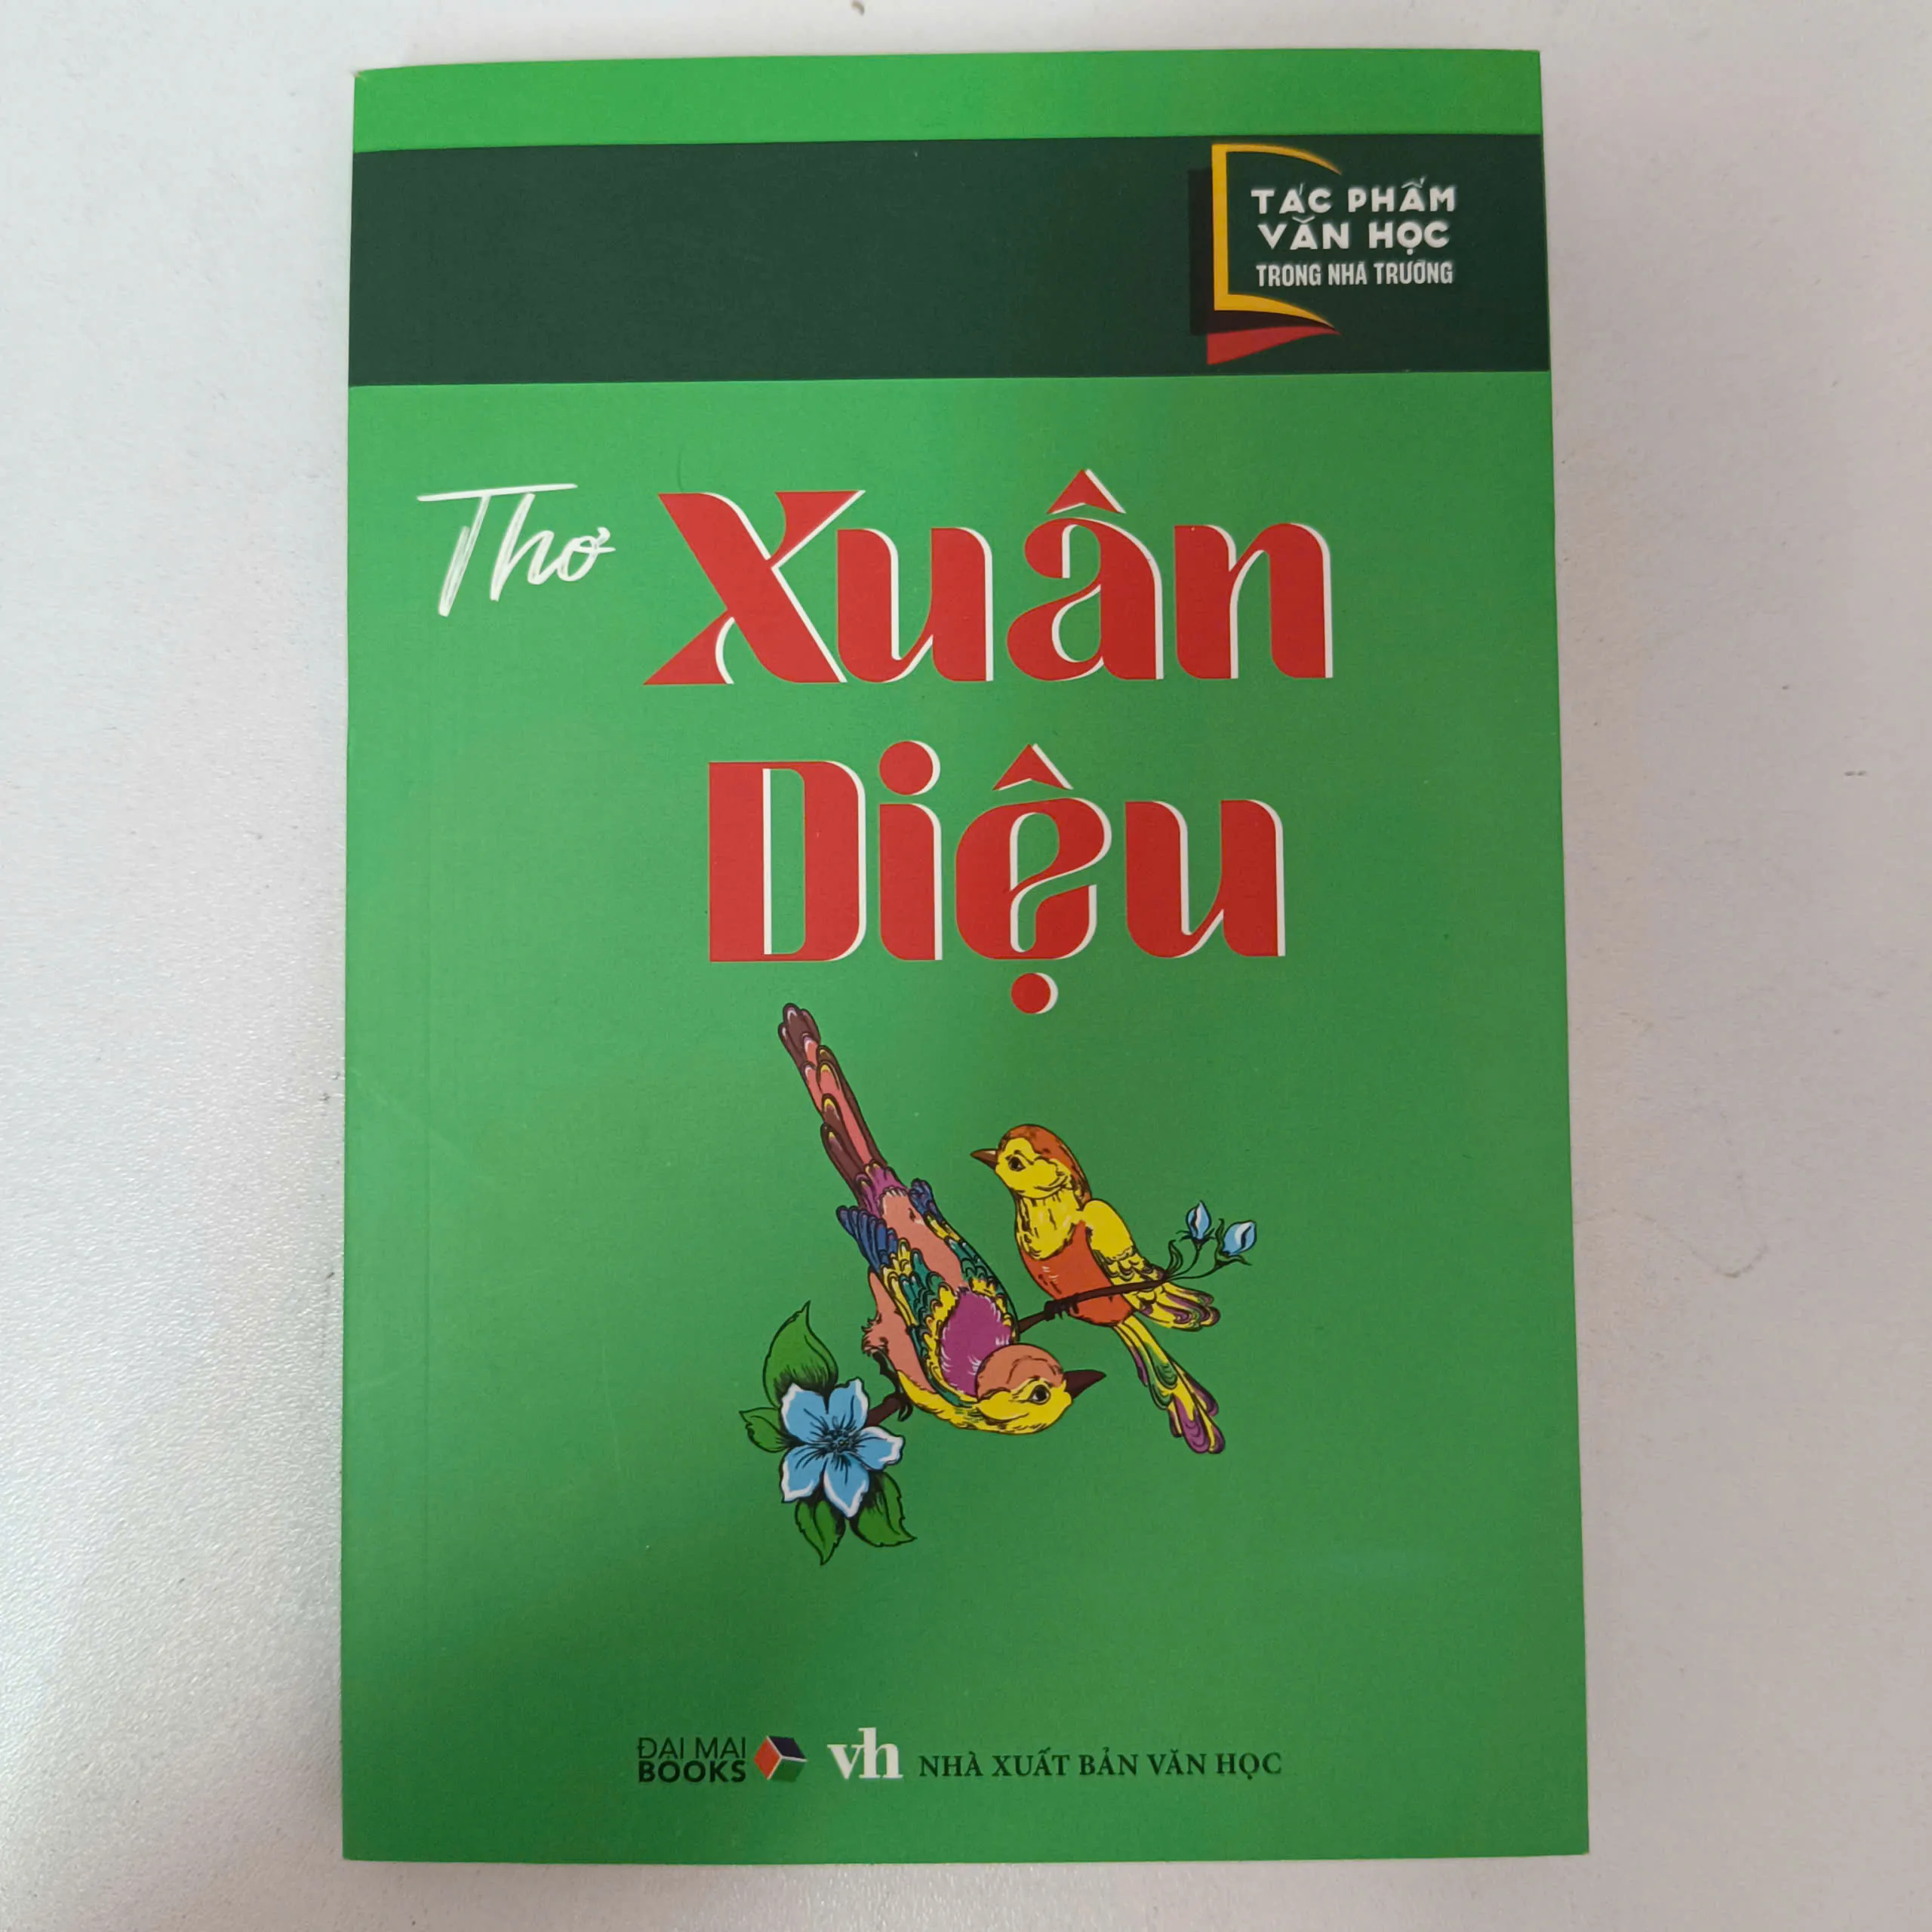 TÁC PHẨM
VĂN HỌC
TRONG NHÀ TRƯỜNG
Thơ Xuân
Diệu
ĐẠI MAI
BOOKS
vh NHÀ XUẤT BẢN VĂN HỌC